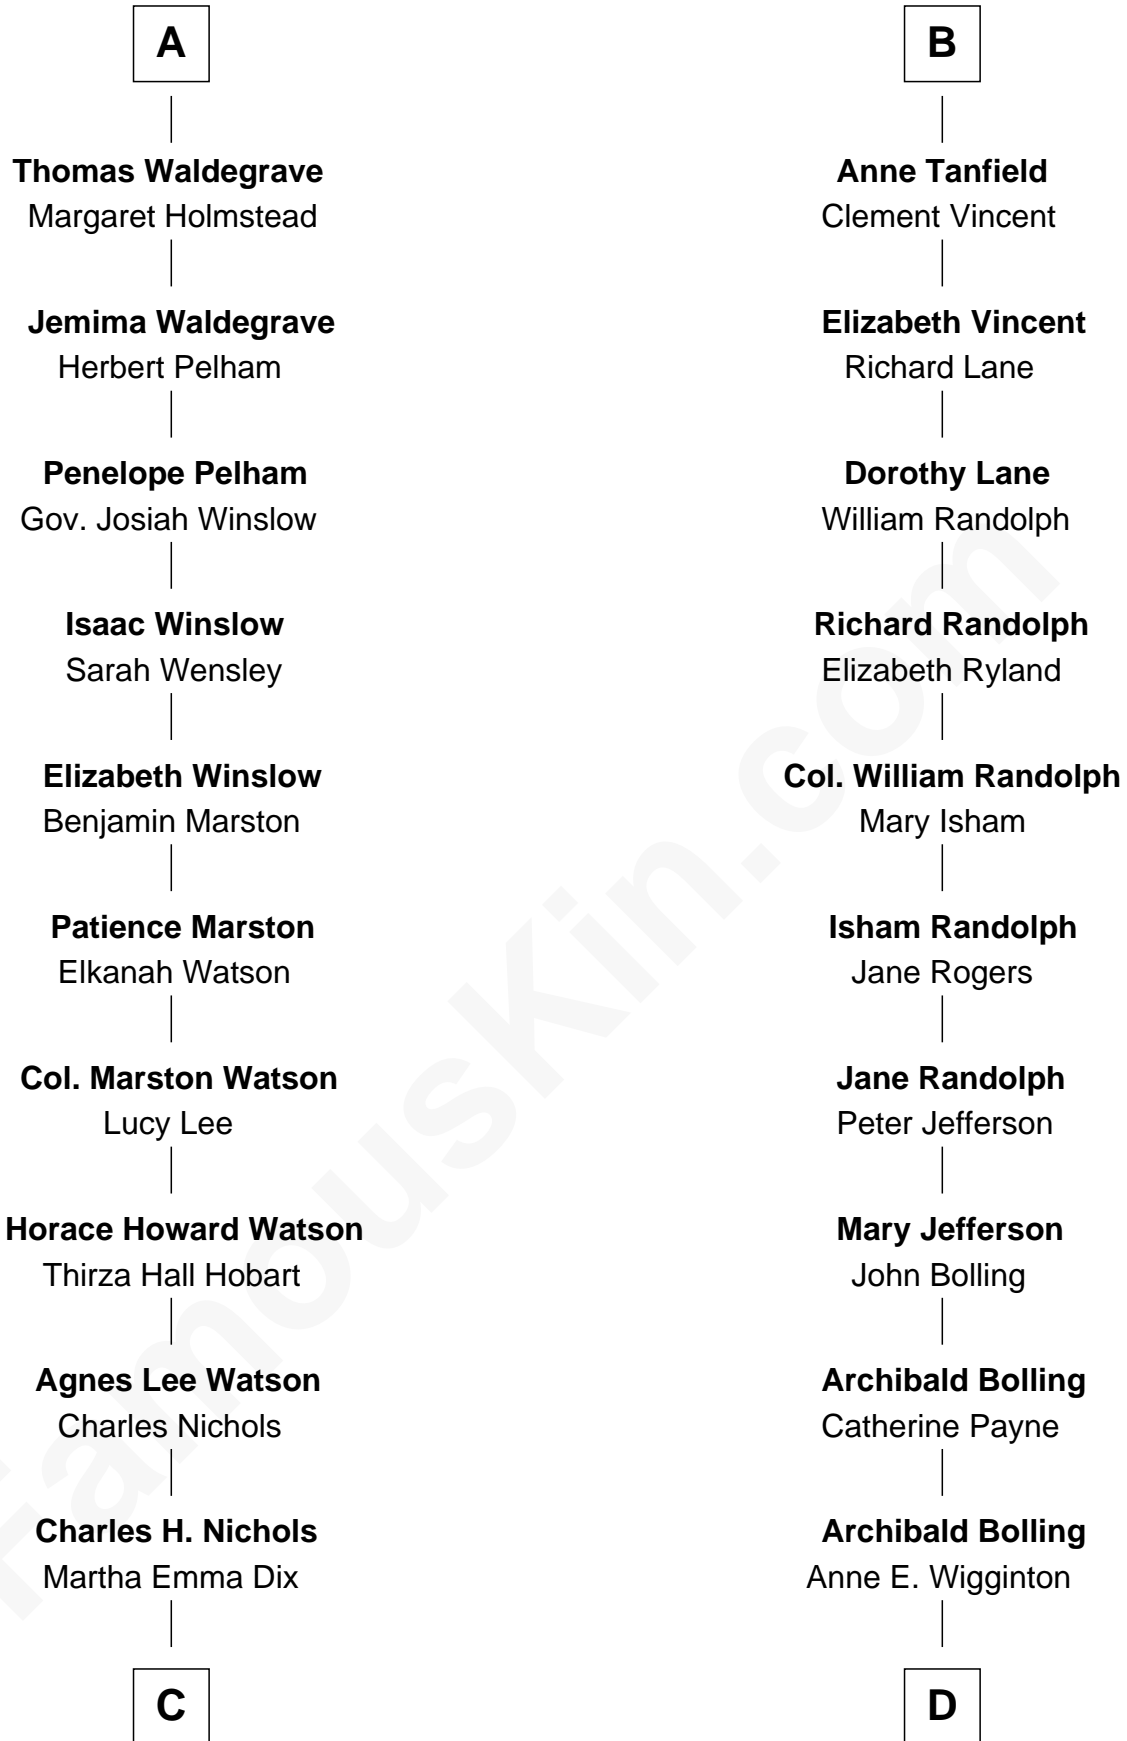 A
Thomas Waldegrave
Margaret Holmstead
Jemima Waldegrave
Herbert Pelham
Penelope Pelham
Gov. Josiah Winslow
Isaac Winslow
Sarah Wensley
Elizabeth Winslow
Benjamin Marston
Patience Marston
Elkanah Watson
Col. Marston Watson
Lucy Lee
Horace Howard Watson
Thirza Hall Hobart
Agnes Lee Watson
Charles Nichols
Charles H. Nichols
Martha Emma Dix
C
B
Anne Tanfield
Clement Vincent
Elizabeth Vincent
Richard Lane
Dorothy Lane
William Randolph
Richard Randolph
Elizabeth Ryland
Col. William Randolph
Mary Isham
Isham Randolph
Jane Rogers
Jane Randolph
Peter Jefferson
Mary Jefferson
John Bolling
Archibald Bolling
Catherine Payne
Archibald Bolling
Anne E. Wigginton
D
FamousKin.com